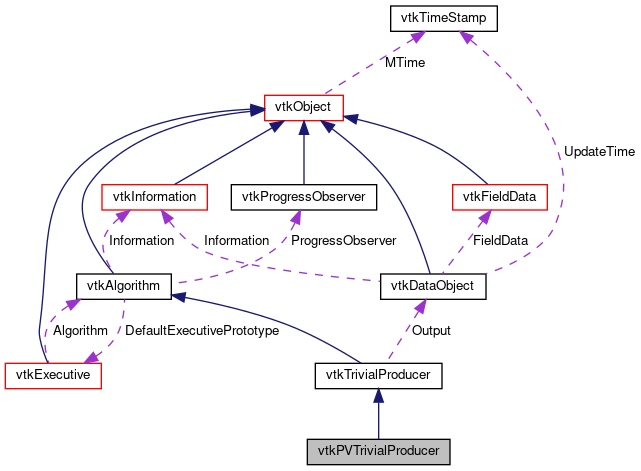 vtkTimeStamp
MTime
vtkObject
UpdateTime
vtkInformation
vtkProgressObserver
vtkFieldData
Information
Information
ProgressObserver
FieldData
vtkAlgorithm
vtkDataObject
Algorithm
DefaultExecutivePrototype
Output
vtkExecutive
vtkTrivialProducer
vtkPVTrivialProducer